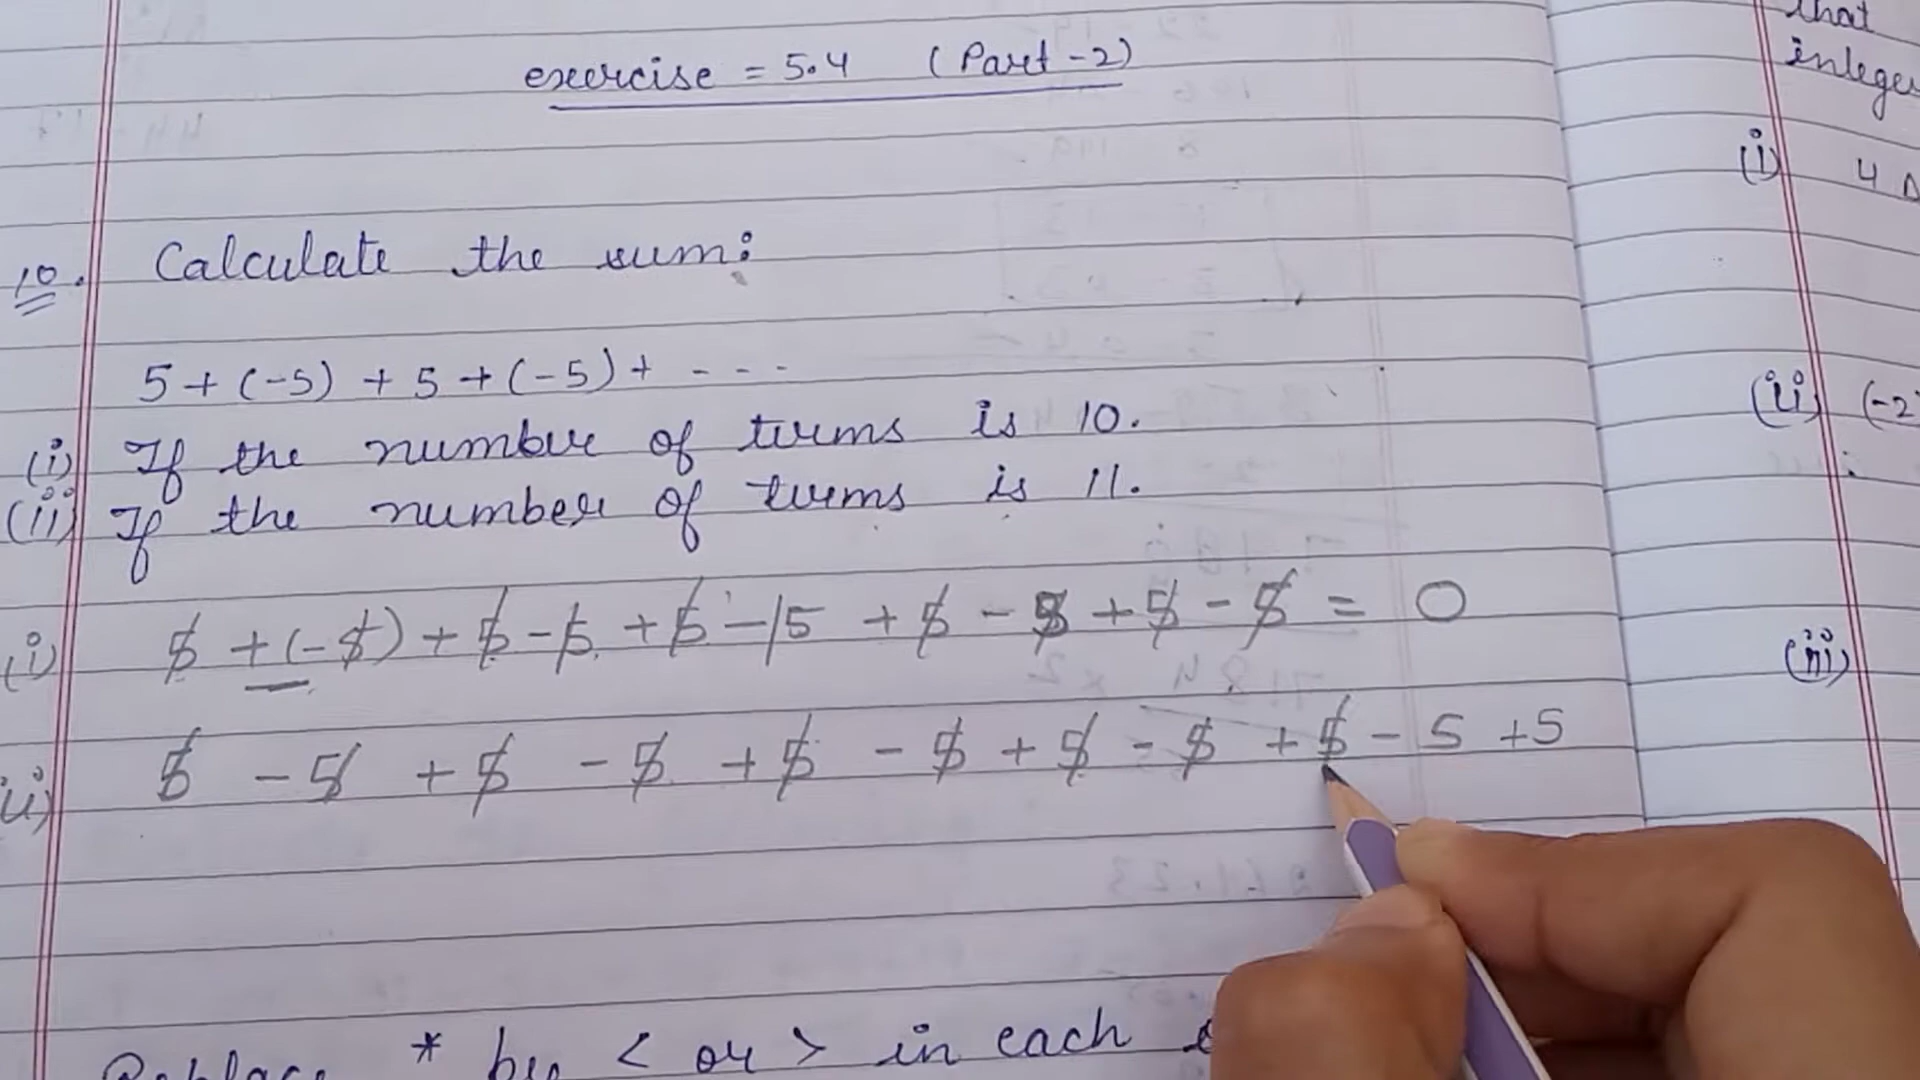 exercise = 5.4 (Part-2)
10. Calculate the sum:
5+(-5) + 5 + (-5) + - - -
(i) If the number of terms is 10.
(ii) If the number of terms is 11.
(i) 5 + (-5) + 5 - 5 + 5 - 5 + 5 - 5 + 5 - 5 = 0
ii) 5 - 5 + 5 - 5 + 5 - 5 + 5 - 5 + 5 - 5 + 5
* by < or > in each
that
(i) 4
(ii) (-2)
(iii)